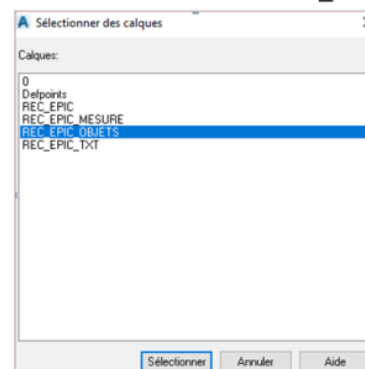 Sélectionner des calques
Calques:
0
Defpoints
REC_EPIC
REC_EPIC_MESURE
REC_EPIC_OBJETS
REC_EPIC_TXT
Sélectionner Annuler Aide